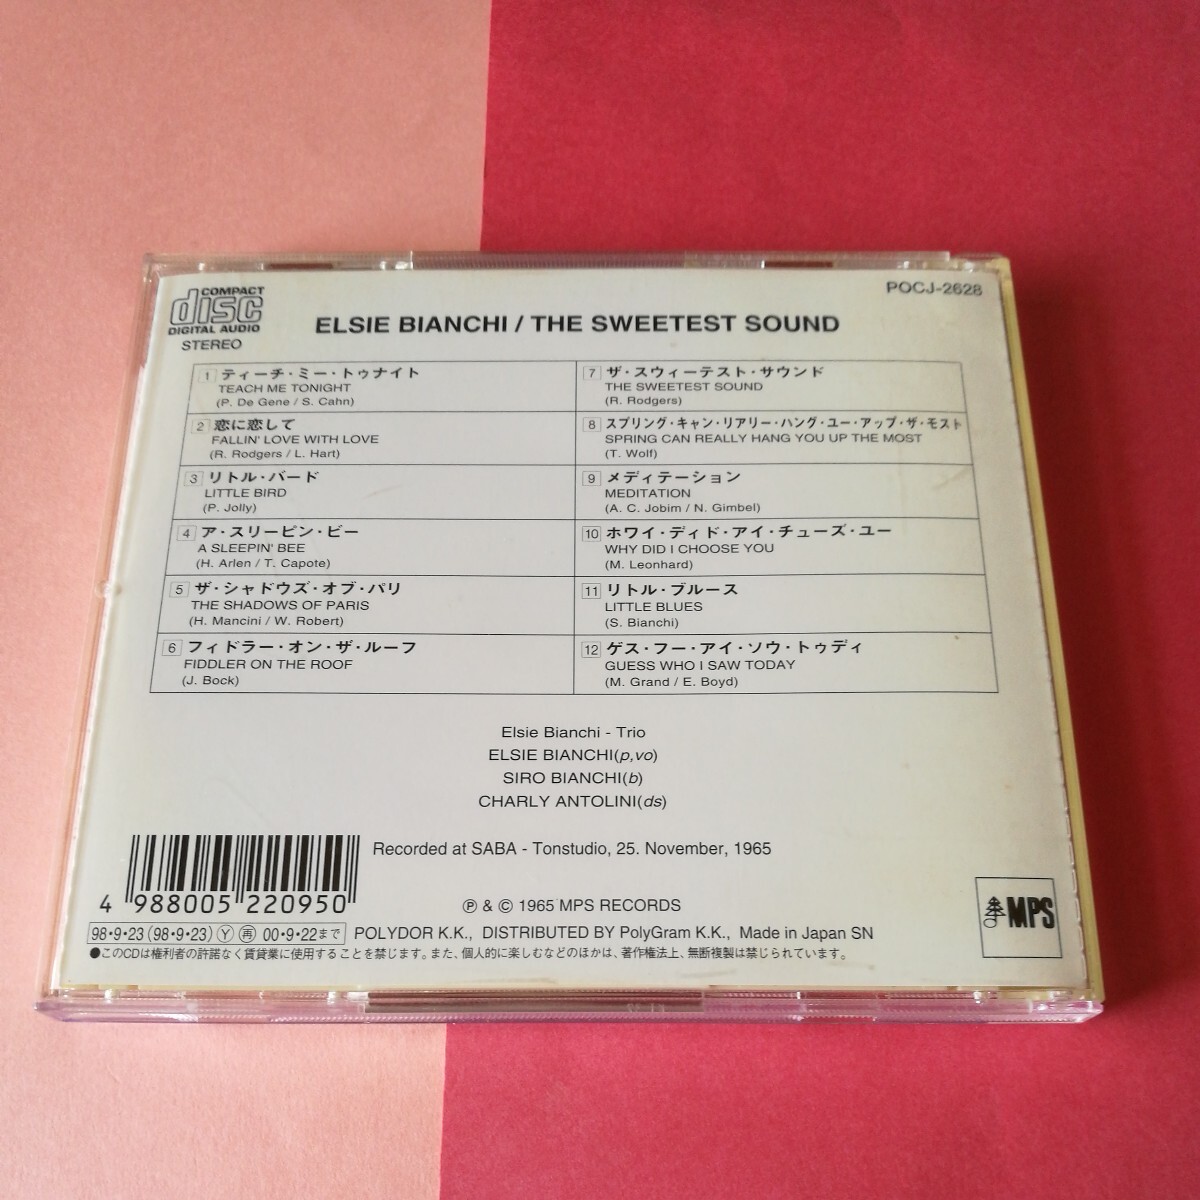 COMPACT
disc
DIGITAL AUDIO
STEREO
POCJ-2628
ELSIE BIANCHI / THE SWEETEST SOUND
1 ティーチ・ミー・トゥナイト
TEACH ME TONIGHT
(P. De Gene / S. Cahn)
2 恋に恋して
FALLIN' LOVE WITH LOVE
(R. Rodgers / L. Hart)
3 リトル・バード
LITTLE BIRD
(P. Jolly)
4 ア・スリーピン・ビー
A SLEEPIN' BEE
(H. Arlen / T. Capote)
5 ザ・シャドウズ・オブ・パリ
THE SHADOWS OF PARIS
(H. Mancini / W. Robert)
6 フィドラー・オン・ザ・ルーフ
FIDDLER ON THE ROOF
(J. Bock)
7 ザ・スウィーテスト・サウンド
THE SWEETEST SOUND
(R. Rodgers)
8 スプリング・キャン・リアリー・ハング・ユー・アップ・ザ・モスト
SPRING CAN REALLY HANG YOU UP THE MOST
(T. Wolf)
9 メディテーション
MEDITATION
(A. C. Jobim / N. Gimbel)
10 ホワイ・ディド・アイ・チューズ・ユー
WHY DID I CHOOSE YOU
(M. Leonhard)
11 リトル・ブルース
LITTLE BLUES
(S. Bianchi)
12 ゲス・フー・アイ・ソウ・トゥディ
GUESS WHO I SAW TODAY
(M. Grand / E. Boyd)
Elsie Bianchi - Trio
ELSIE BIANCHI(p,vo)
SIRO BIANCHI(b)
CHARLY ANTOLINI(ds)
Recorded at SABA - Tonstudio, 25. November, 1965
4 988005 220950
℗ & © 1965 MPS RECORDS
MPS
98・9・23 (98・9・23) Ⓨ 再 00・9・22まで
POLYDOR K.K., DISTRIBUTED BY PolyGram K.K., Made in Japan SN
●このCDは権利者の許諾なく賃貸業に使用することを禁じます。また、個人的に楽しむなどのほかは、著作権法上、無断複製は禁じられています。